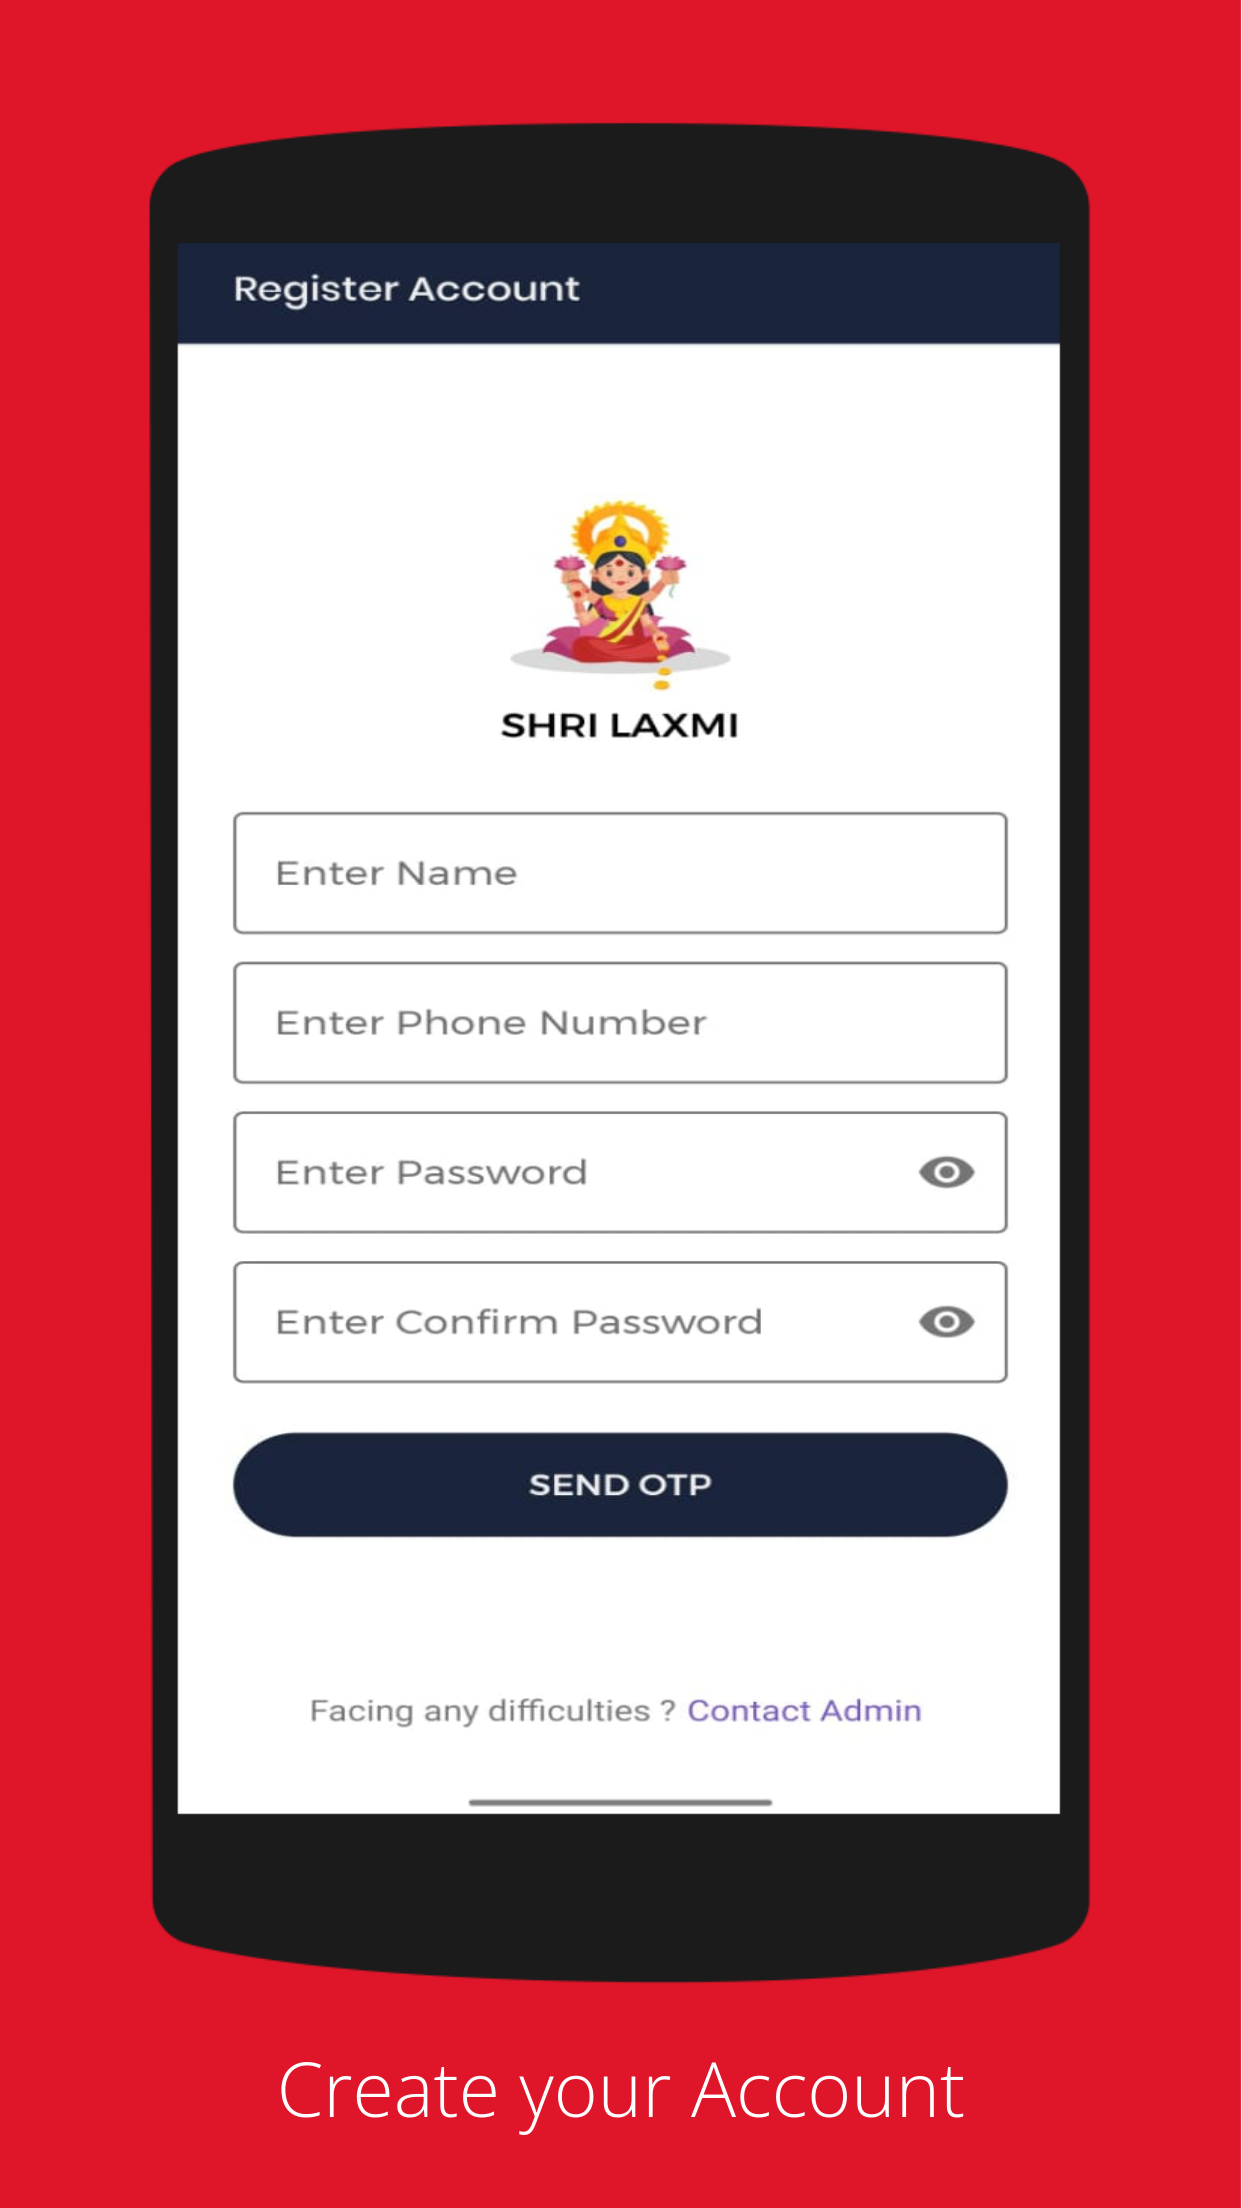 Register Account
SHRI LAXMI
Enter Name
Enter Phone Number
Enter Password
Enter Confirm Password
SEND OTP
Facing any difficulties ? Contact Admin
Create your Account